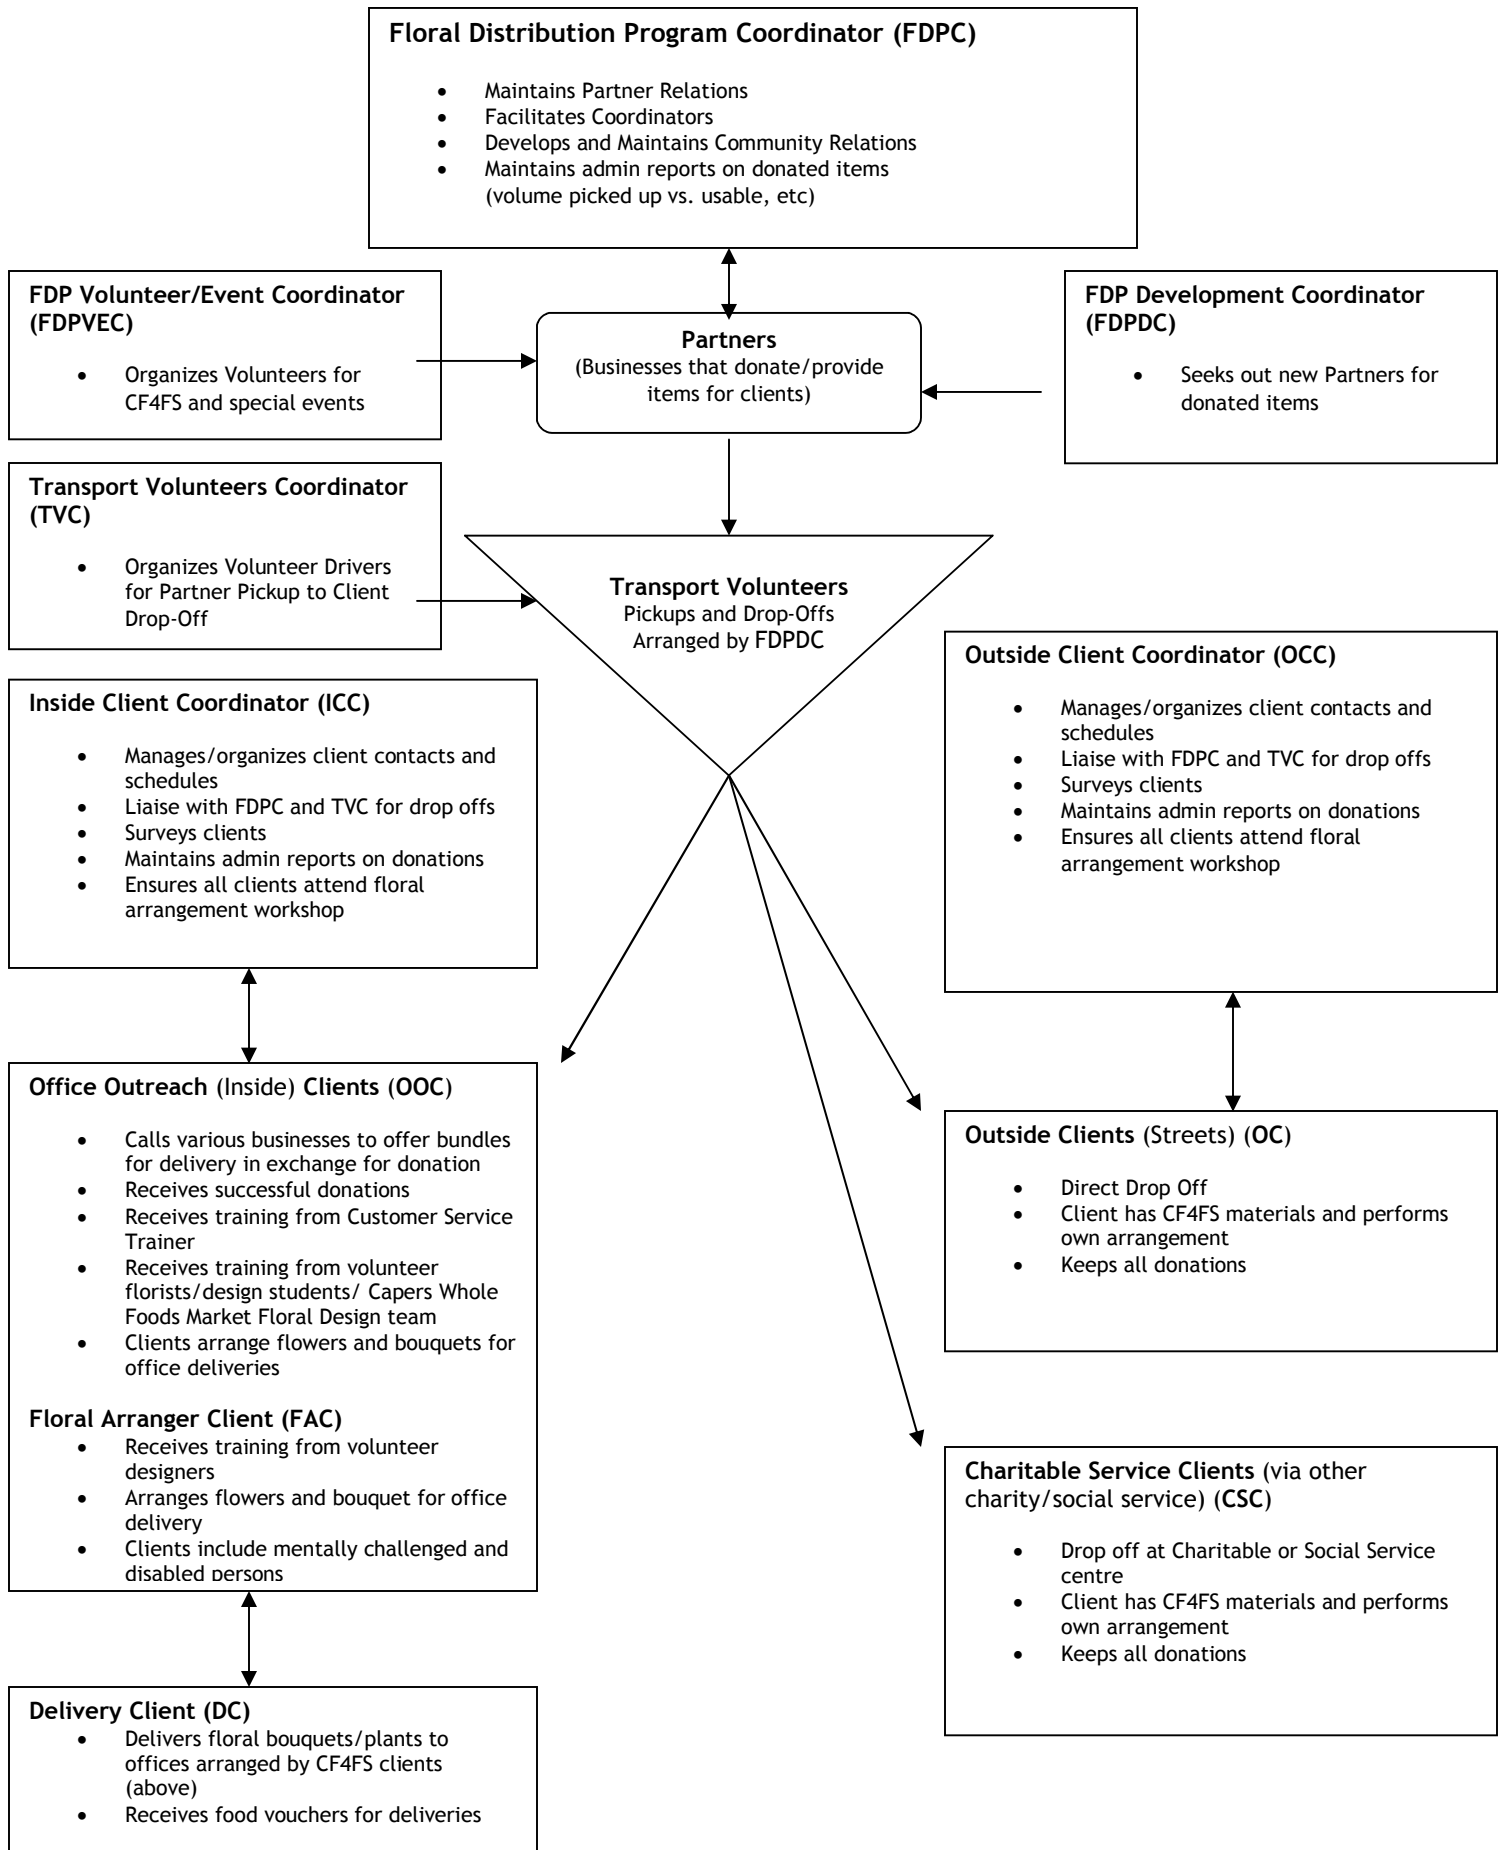 Floral Distribution Program Coordinator (FDPC)
• Maintains Partner Relations
• Facilitates Coordinators
• Develops and Maintains Community Relations
• Maintains admin reports on donated items
(volume picked up vs. usable, etc)
FDP Volunteer/Event Coordinator
(FDPVEC)
• Organizes Volunteers for
CF4FS and special events
Partners
(Businesses that donate/provide
items for clients)
FDP Development Coordinator
(FDPDC)
• Seeks out new Partners for
donated items
Transport Volunteers Coordinator
(TVC)
• Organizes Volunteer Drivers
for Partner Pickup to Client
Drop-Off
Transport Volunteers
Pickups and Drop-Offs
Arranged by FDPDC
Inside Client Coordinator (ICC)
• Manages/organizes client contacts and
schedules
• Liaise with FDPC and TVC for drop offs
• Surveys clients
• Maintains admin reports on donations
• Ensures all clients attend floral
arrangement workshop
Outside Client Coordinator (OCC)
• Manages/organizes client contacts and
schedules
• Liaise with FDPC and TVC for drop offs
• Surveys clients
• Maintains admin reports on donations
• Ensures all clients attend floral
arrangement workshop
Office Outreach (Inside) Clients (OOC)
• Calls various businesses to offer bundles
for delivery in exchange for donation
• Receives successful donations
• Receives training from Customer Service
Trainer
• Receives training from volunteer
florists/design students/ Capers Whole
Foods Market Floral Design team
• Clients arrange flowers and bouquets for
office deliveries
Floral Arranger Client (FAC)
• Receives training from volunteer
designers
• Arranges flowers and bouquet for office
delivery
• Clients include mentally challenged and
disabled persons
Outside Clients (Streets) (OC)
• Direct Drop Off
• Client has CF4FS materials and performs
own arrangement
• Keeps all donations
Charitable Service Clients (via other
charity/social service) (CSC)
• Drop off at Charitable or Social Service
centre
• Client has CF4FS materials and performs
own arrangement
• Keeps all donations
Delivery Client (DC)
• Delivers floral bouquets/plants to
offices arranged by CF4FS clients
(above)
• Receives food vouchers for deliveries